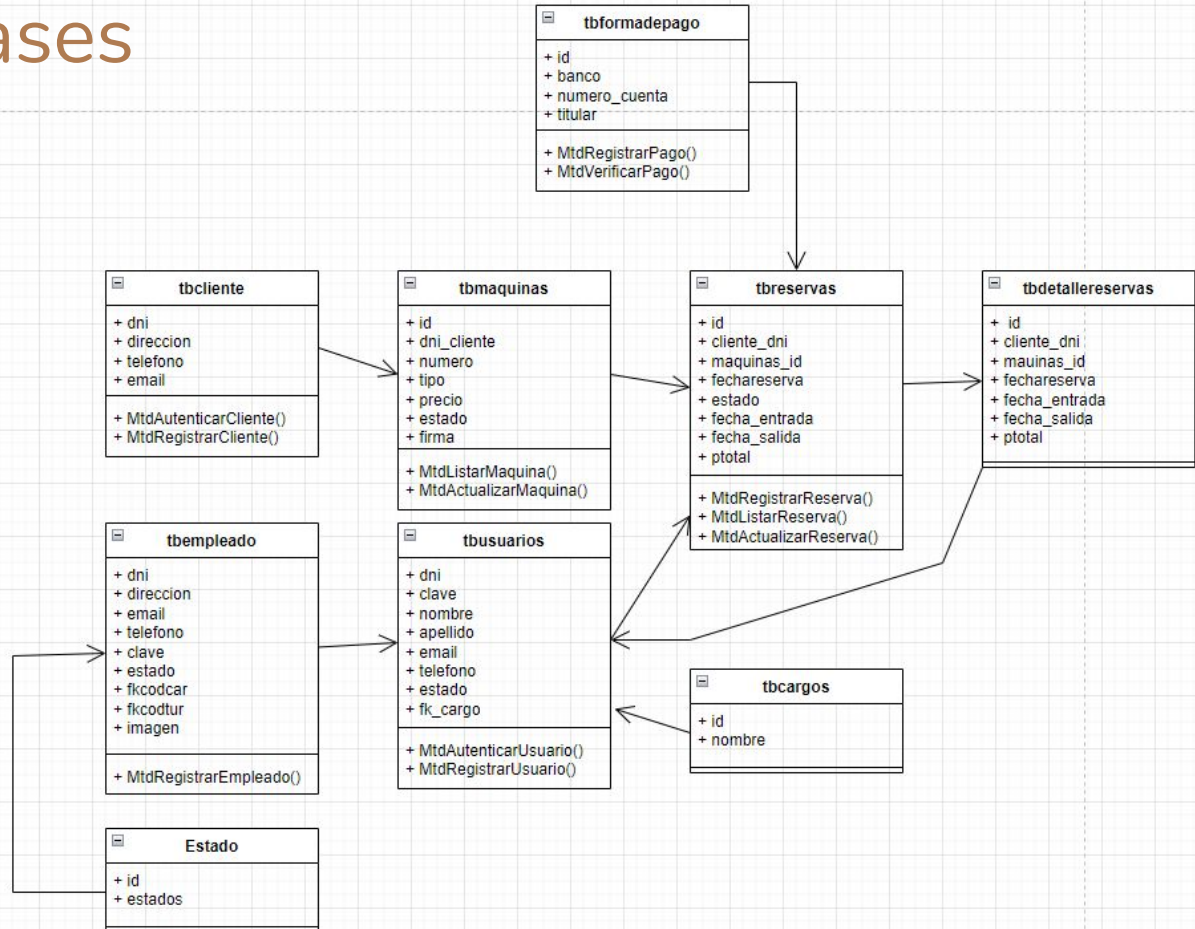 ases
tbformadepago
+ id
+ banco
+ numero_cuenta
+ titular
+ MtdRegistrarPago()
+ MtdVerificarPago()
tbcliente
+ dni
+ direccion
+ telefono
+ email
+ MtdAutenticarCliente()
+ MtdRegistrarCliente()
tbmaquinas
+ id
+ dni_cliente
+ numero
+ tipo
+ precio
+ estado
+ firma
+ MtdListarMaquina()
+ MtdActualizarMaquina()
tbreservas
+ id
+ cliente_dni
+ maquinas_id
+ fechareserva
+ estado
+ fecha_entrada
+ fecha_salida
+ ptotal
+ MtdRegistrarReserva()
+ MtdListarReserva()
+ MtdActualizarReserva()
tbdetallereservas
+ id
+ cliente_dni
+ mauinas_id
+ fechareserva
+ fecha_entrada
+ fecha_salida
+ ptotal
tbempleado
+ dni
+ direccion
+ email
+ telefono
+ clave
+ estado
+ fkcodcar
+ fkcodtur
+ imagen
+ MtdRegistrarEmpleado()
tbusuarios
+ dni
+ clave
+ nombre
+ apellido
+ email
+ telefono
+ estado
+ fk_cargo
+ MtdAutenticarUsuario()
+ MtdRegistrarUsuario()
tbcargos
+ id
+ nombre
Estado
+ id
+ estados